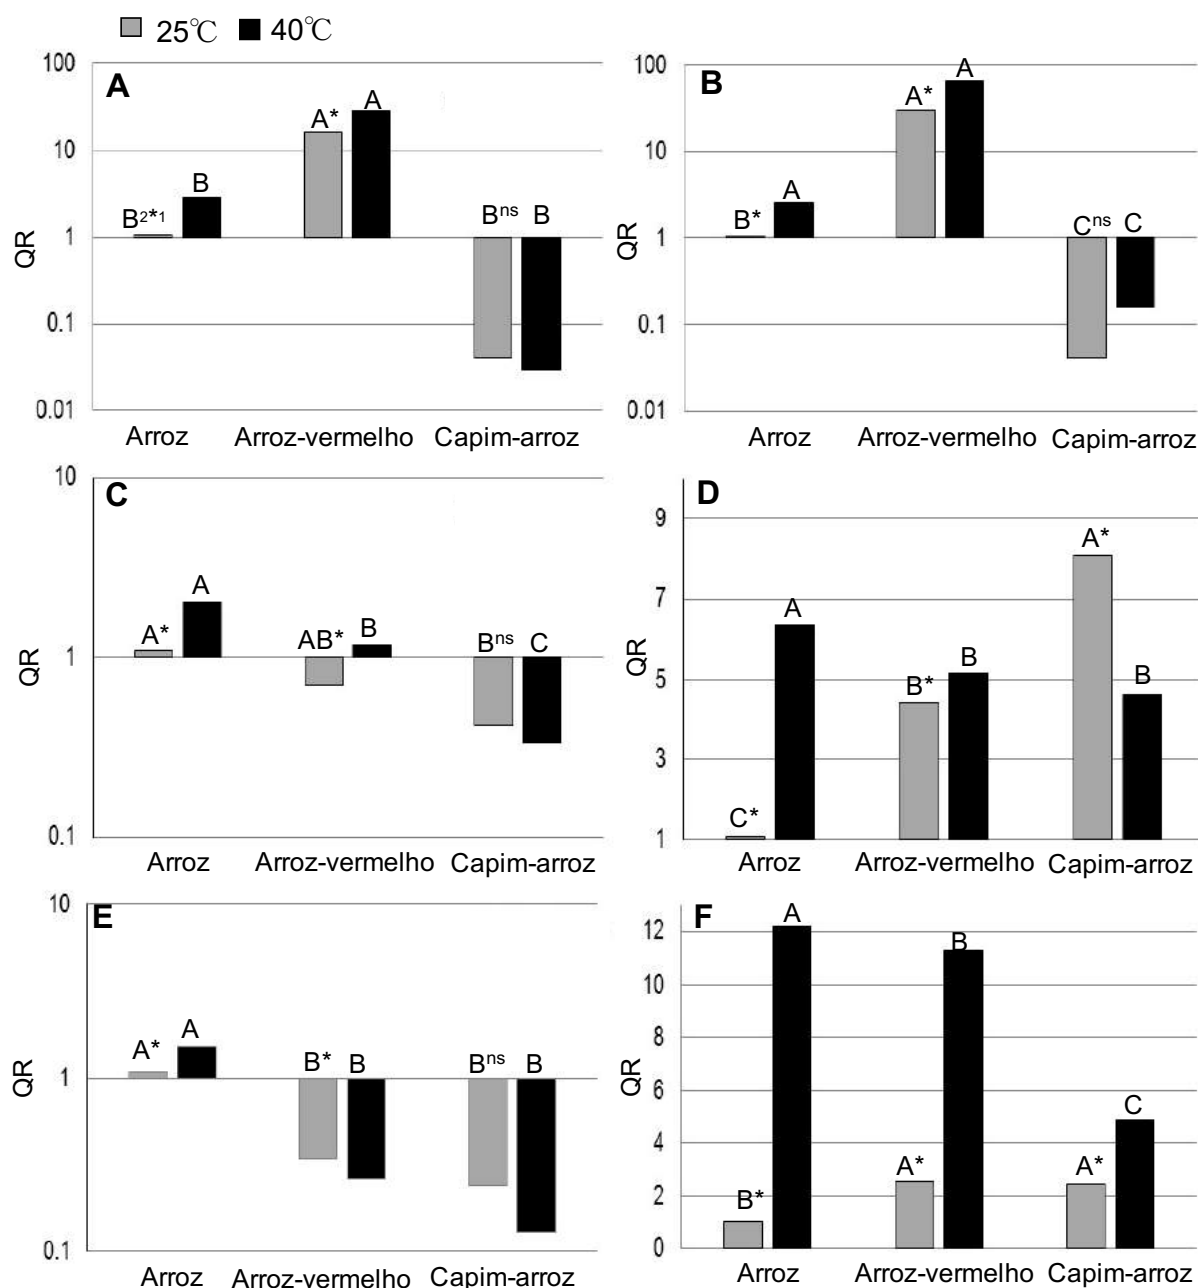 25℃ 40℃
A
100
10
1
0.1
0.01
QR
B²*¹ B
A* A
Bⁿˢ B
Arroz Arroz-vermelho Capim-arroz
B
100
10
1
0.1
0.01
QR
B* A
A* A
Cⁿˢ C
Arroz Arroz-vermelho Capim-arroz
C
10
1
0.1
QR
A* A
AB* B
Bⁿˢ C
Arroz Arroz-vermelho Capim-arroz
D
9
7
5
3
1
QR
C* A
B* B
A* B
Arroz Arroz-vermelho Capim-arroz
E
10
1
0.1
QR
A* A
B* B
Bⁿˢ B
Arroz Arroz-vermelho Capim-arroz
F
12
10
8
6
4
2
0
QR
B* A
A* B
A* C
Arroz Arroz-vermelho Capim-arroz